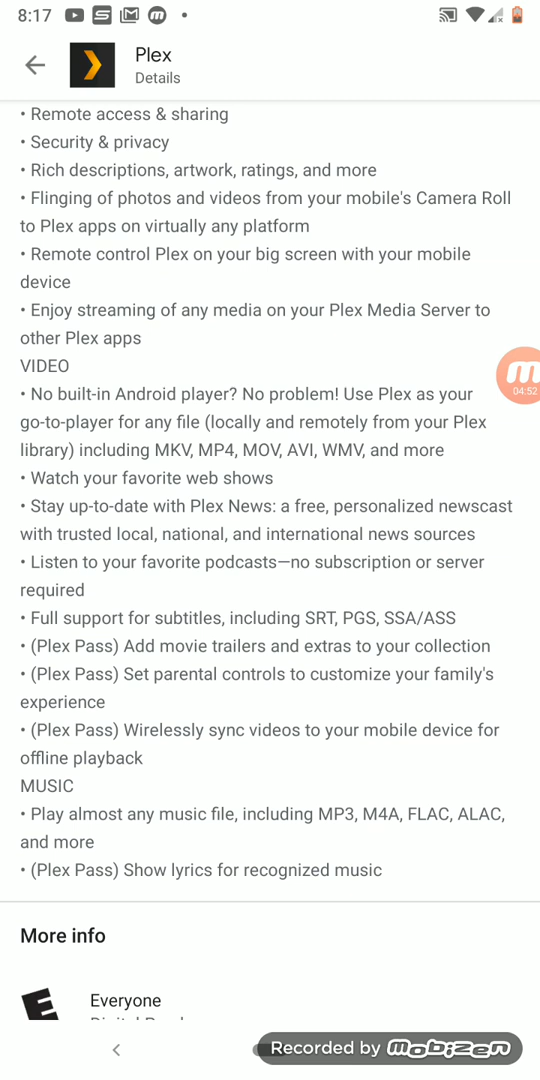 8:17
Plex
Details
• Remote access & sharing
• Security & privacy
• Rich descriptions, artwork, ratings, and more
• Flinging of photos and videos from your mobile's Camera Roll
to Plex apps on virtually any platform
• Remote control Plex on your big screen with your mobile
device
• Enjoy streaming of any media on your Plex Media Server to
other Plex apps
VIDEO
• No built-in Android player? No problem! Use Plex as your
go-to-player for any file (locally and remotely from your Plex
library) including MKV, MP4, MOV, AVI, WMV, and more
04:52
• Watch your favorite web shows
• Stay up-to-date with Plex News: a free, personalized newscast
with trusted local, national, and international news sources
• Listen to your favorite podcasts—no subscription or server
required
• Full support for subtitles, including SRT, PGS, SSA/ASS
• (Plex Pass) Add movie trailers and extras to your collection
• (Plex Pass) Set parental controls to customize your family's
experience
• (Plex Pass) Wirelessly sync videos to your mobile device for
offline playback
MUSIC
• Play almost any music file, including MP3, M4A, FLAC, ALAC,
and more
• (Plex Pass) Show lyrics for recognized music
More info
E
Everyone
Recorded by mobizen